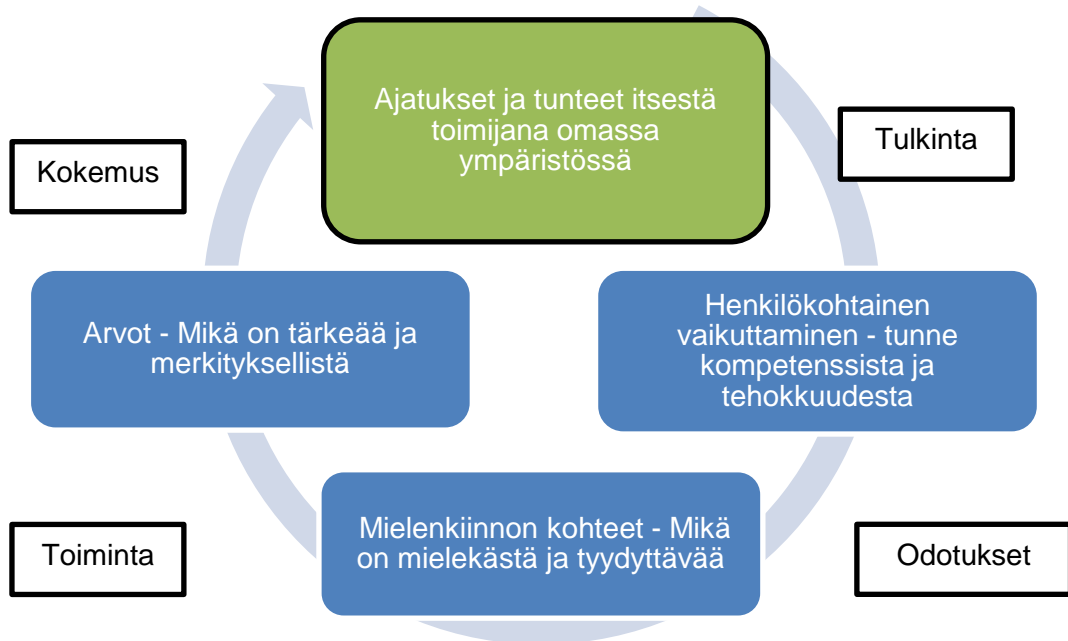 Ajatukset ja tunteet itsestä
toimijana omassa
ympäristössä
Tulkinta
Kokemus
Henkilökohtainen
vaikuttaminen - tunne
kompetenssista ja
tehokkuudesta
Arvot - Mikä on tärkeää ja
merkityksellistä
Mielenkiinnon kohteet - Mikä
on mielekästä ja tyydyttävää
Toiminta
Odotukset